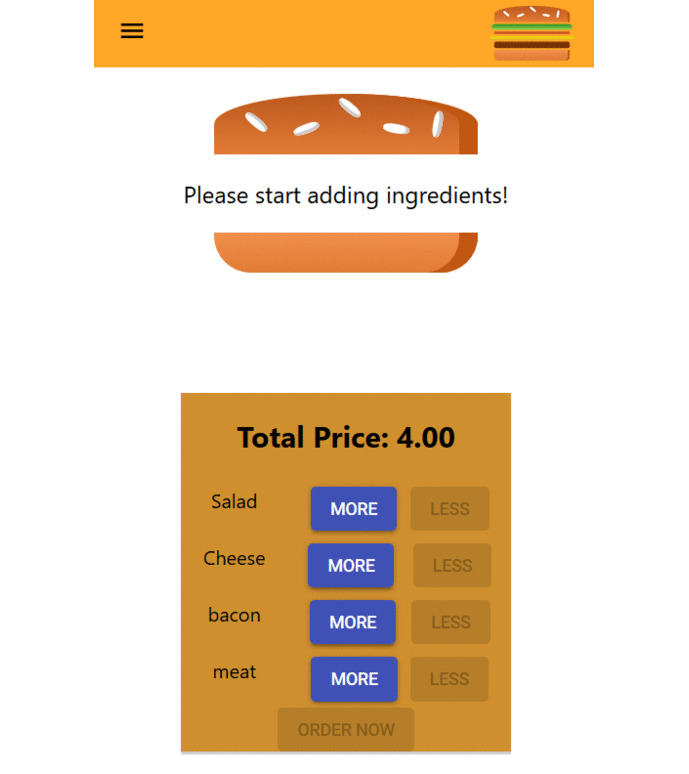 Please start adding ingredients!
Total Price: 4.00
Salad MORE LESS
Cheese MORE LESS
bacon MORE LESS
meat MORE LESS
ORDER NOW